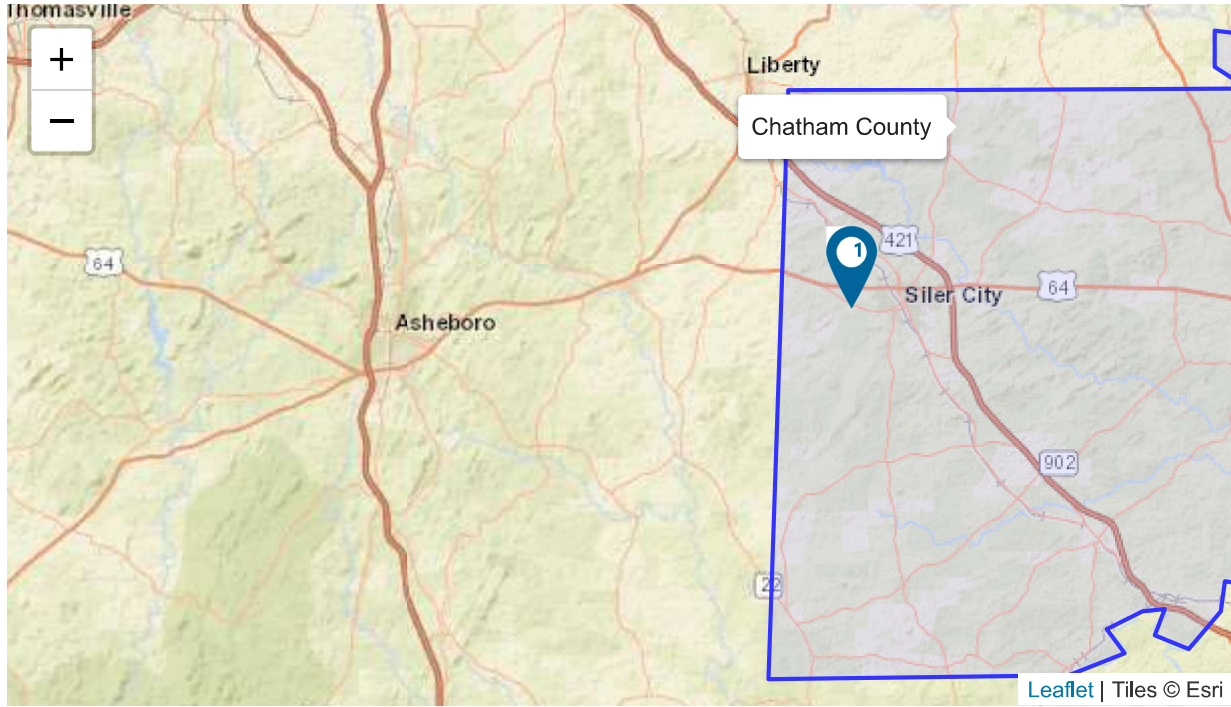 Thomasville
+
−
Liberty
Chatham County
421
1
64
64
Siler City
Asheboro
902
22
Leaflet | Tiles © Esri